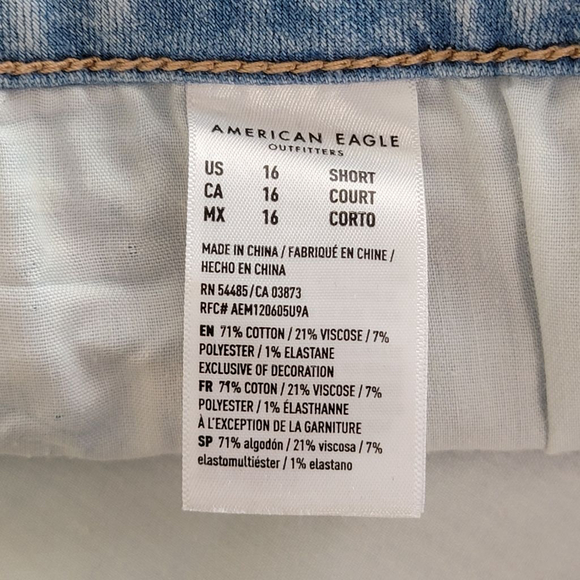 AMERICAN EAGLE
OUTFITTERS
US 16 SHORT
CA 16 COURT
MX 16 CORTO
MADE IN CHINA / FABRIQUÉ EN CHINE /
HECHO EN CHINA
RN 54485/CA 03873
RFC# AEM120605U9A
EN 71% COTTON / 21% VISCOSE / 7%
POLYESTER / 1% ELASTANE
EXCLUSIVE OF DECORATION
FR 71% COTON / 21% VISCOSE / 7%
POLYESTER / 1% ÉLASTHANNE
À L'EXCEPTION DE LA GARNITURE
SP 71% algodón / 21% viscosa / 7%
elastomultiéster / 1% elastano